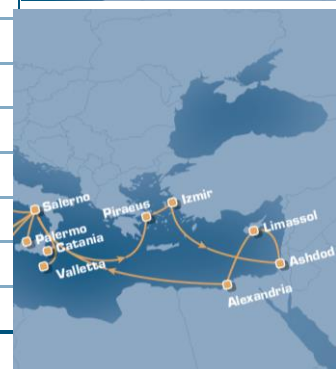 Salerno
Piraeus
Izmir
Palermo
Catania
Valletta
Limassol
Ashdod
Alexandria